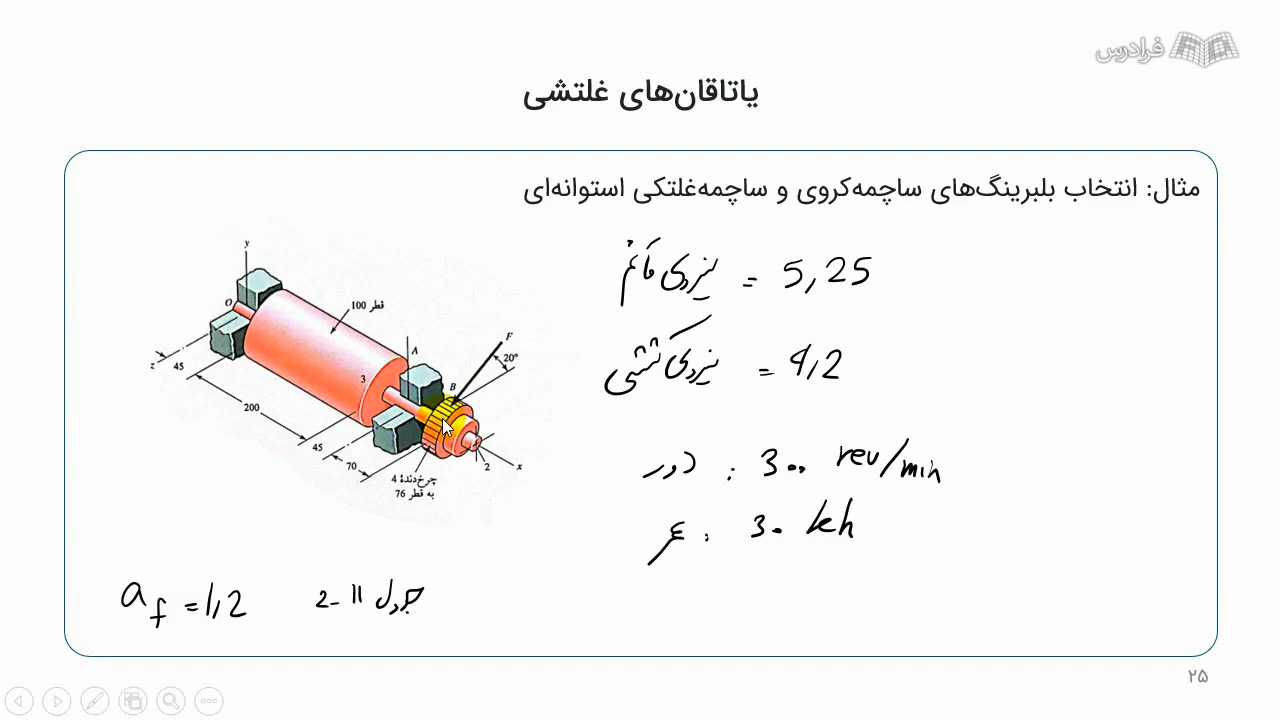 فرادرس
یاتاقان‌های غلتشی
مثال: انتخاب بلبرینگ‌های ساچمه‌کروی و ساچمه‌غلتکی استوانه‌ای
نیروی قائم = 5,25
نیروی کششی = 4,2
دور : 300 rev/min
عمر : 30 kh
y
O
قطر 100
A
F
20°
B
z
45
3
200
45
70
2
x
چرخ‌دندهٔ 4
به قطر 76
a_f = 1,2 جدول 11-2
۲۵